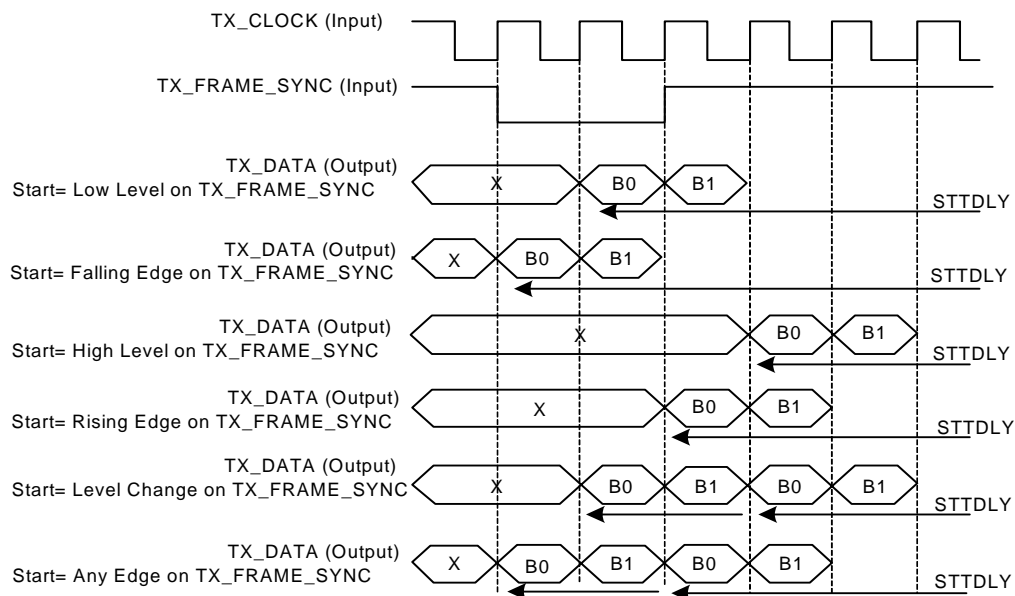 TX_CLOCK (Input)
TX_FRAME_SYNC (Input)
TX_DATA (Output)
Start= Low Level on TX_FRAME_SYNC
X B0 B1
STTDLY
TX_DATA (Output)
Start= Falling Edge on TX_FRAME_SYNC
X B0 B1
STTDLY
TX_DATA (Output)
Start= High Level on TX_FRAME_SYNC
X B0 B1
STTDLY
TX_DATA (Output)
Start= Rising Edge on TX_FRAME_SYNC
X B0 B1
STTDLY
TX_DATA (Output)
Start= Level Change on TX_FRAME_SYNC
X B0 B1 B0 B1
STTDLY
TX_DATA (Output)
Start= Any Edge on TX_FRAME_SYNC
X B0 B1 B0 B1
STTDLY